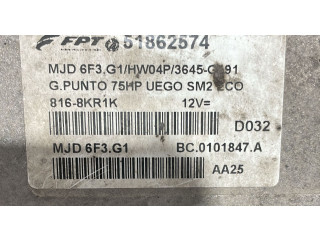 FPT 51862574
MJD 6F3.G1/HW04P/3645-G191
G.PUNTO 75HP UEGO SM2 ECO
816-8KR1K 12V=
D032
MJD 6F3.G1 BC.0101847.A
AA25